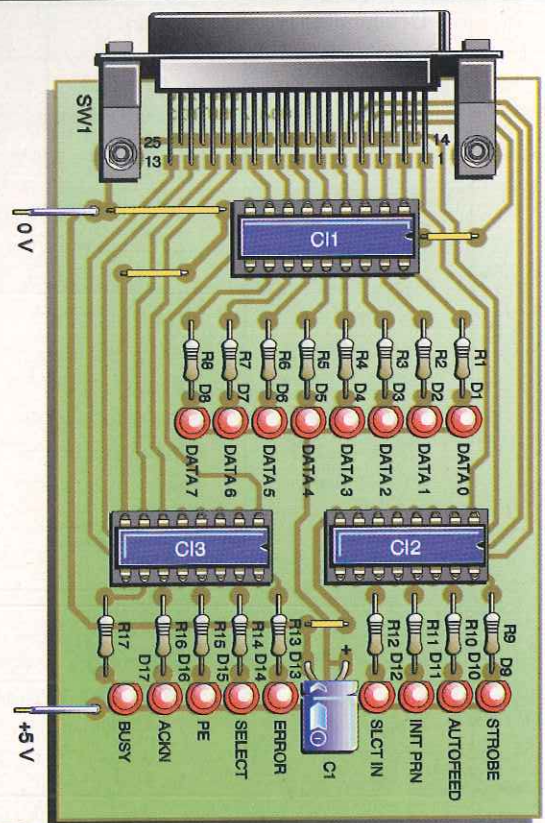 SW1
25
13
14
1
0 V
CI1
R8
R7
R6
R5
R4
R3
R2
R1
D8
D7
D6
D5
D4
D3
D2
D1
DATA 7
DATA 6
DATA 5
DATA 4
DATA 3
DATA 2
DATA 1
DATA 0
CI3
CI2
R17
R16
R15
R14
R13
R12
R11
R10
R9
D17
D16
D15
D14
D13
D12
D11
D10
D9
+
BUSY
ACKN
PE
SELECT
ERROR
C1
SLCT IN
INIT PRN
AUTOFEED
STROBE
+5 V